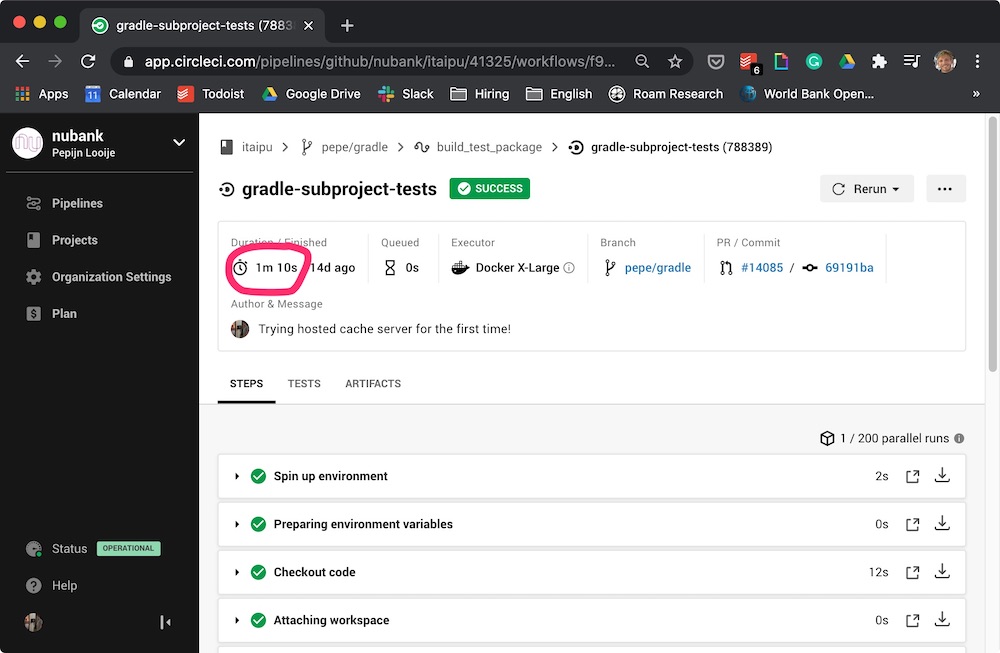 gradle-subproject-tests (7883
app.circleci.com/pipelines/github/nubank/itaipu/41325/workflows/f9...
6
Apps
11 Calendar
Todoist
Google Drive
Slack
Hiring
English
Roam Research
World Bank Open...
»
nubank
Pepijn Looije
Pipelines
Projects
Organization Settings
Plan
Status OPERATIONAL
Help
itaipu > pepe/gradle > build_test_package > gradle-subproject-tests (788389)
gradle-subproject-tests SUCCESS
Rerun
Duration / Finished
1m 10s / 14d ago
Queued
0s
Executor
Docker X-Large
Branch
pepe/gradle
PR / Commit
#14085 / 69191ba
Author & Message
Trying hosted cache server for the first time!
STEPS TESTS ARTIFACTS
1 / 200 parallel runs
Spin up environment 2s
Preparing environment variables 0s
Checkout code 12s
Attaching workspace 0s